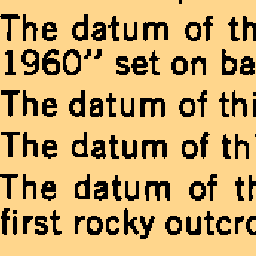 The datum of th
1960” set on ba
The datum of thi
The datum of th
The datum of th
first rocky outcro